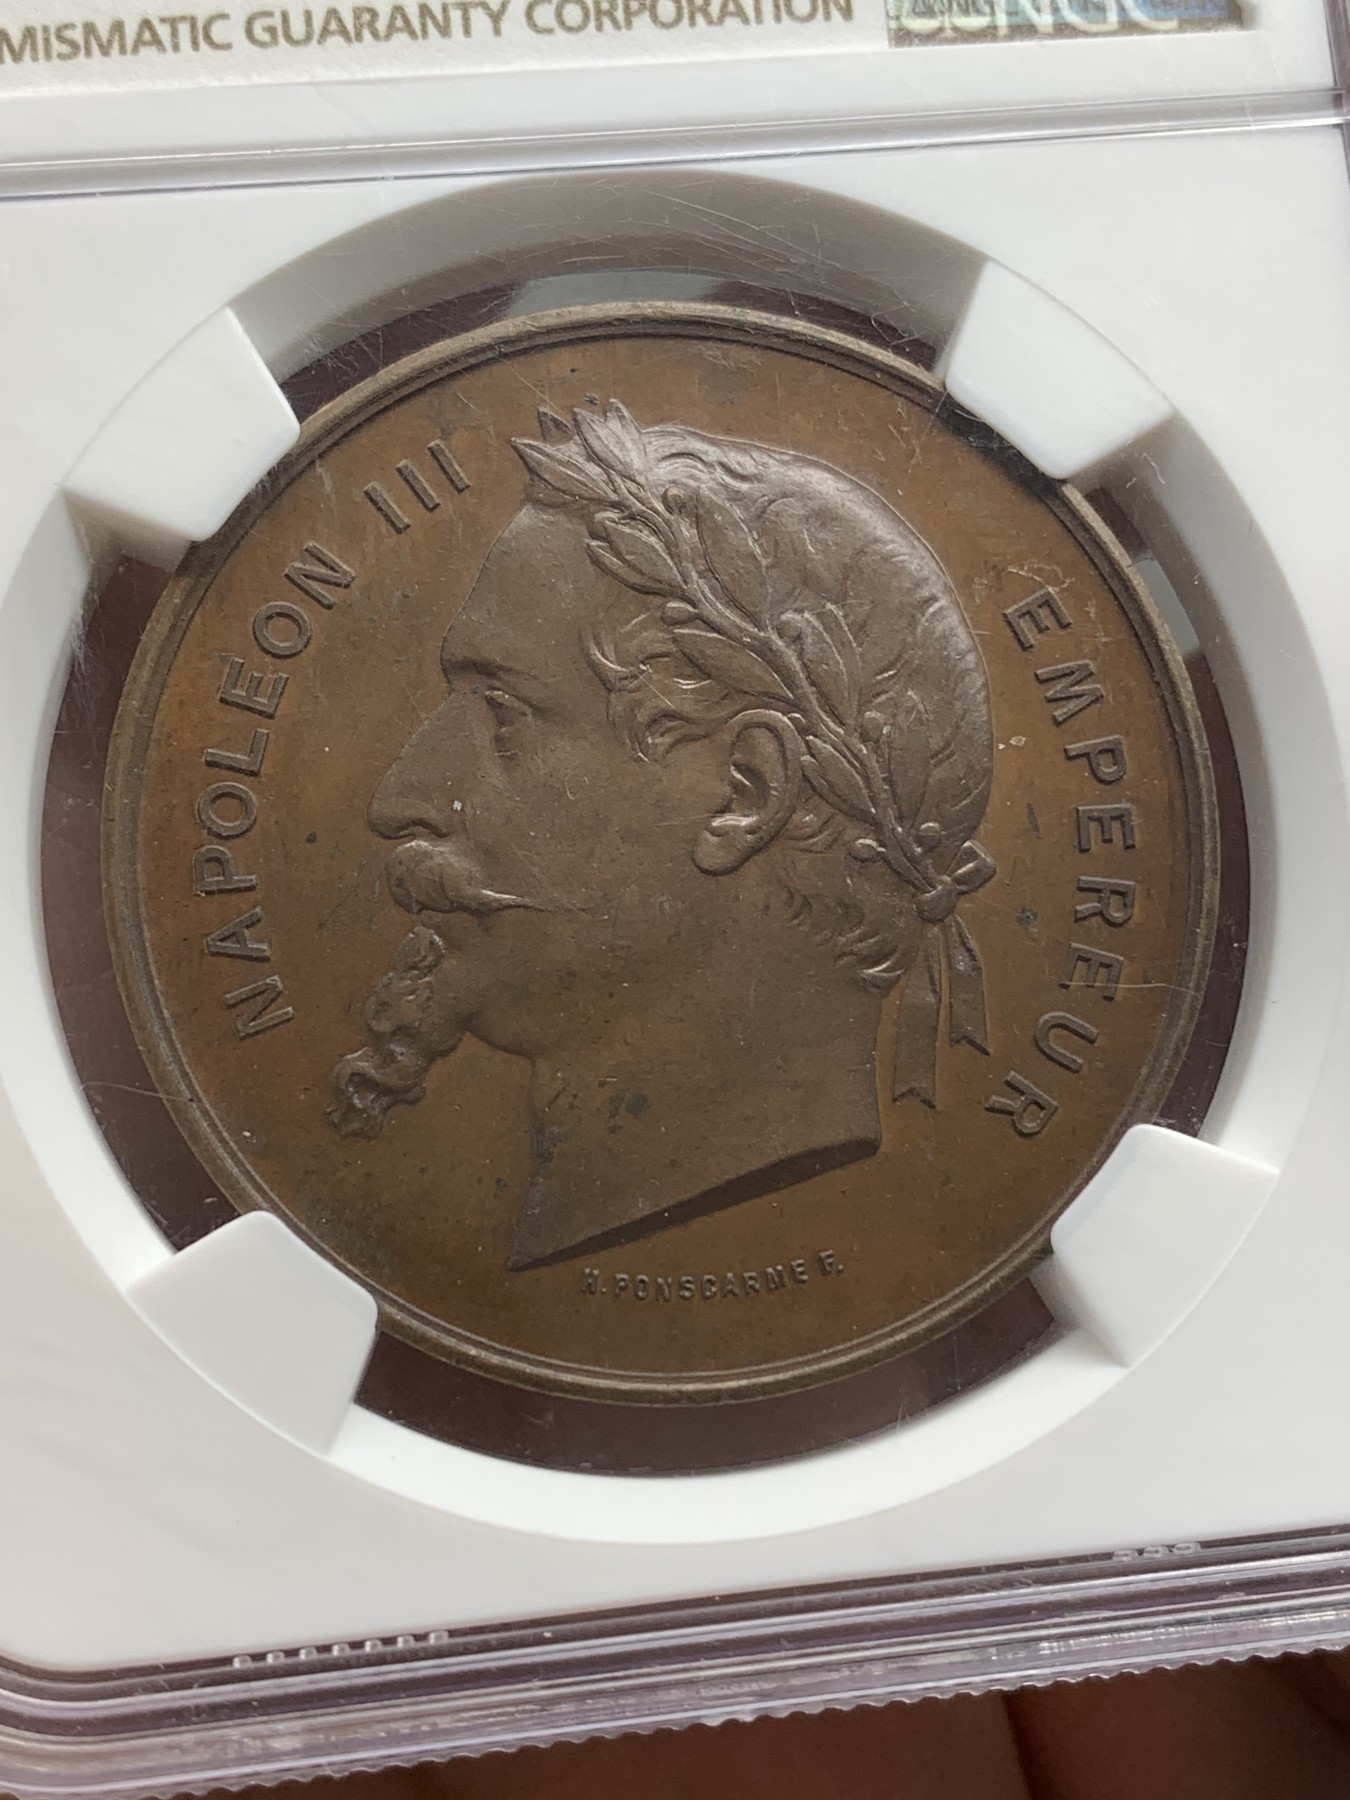 MISMATIC GUARANTY CORPORATION
NAPOLEON III
EMPEREUR
H. PONSCARME F.